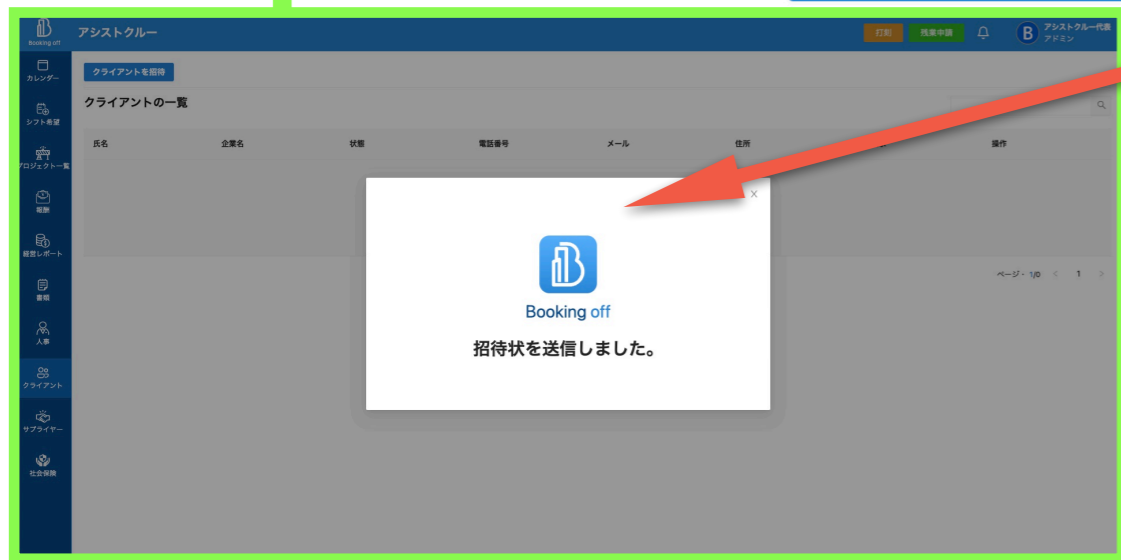 Booking off
アシストクルー
打刻
残業申請
B
アシストクルー代表
アドミン
カレンダー
シフト希望
プロジェクト一覧
報酬
経営レポート
書類
人事
クライアント
サプライヤー
社会保険
クライアントを招待
クライアントの一覧
氏名
企業名
状態
電話番号
メール
住所
操作
×
Booking off
招待状を送信しました。
ページ - 1/0 < 1 >